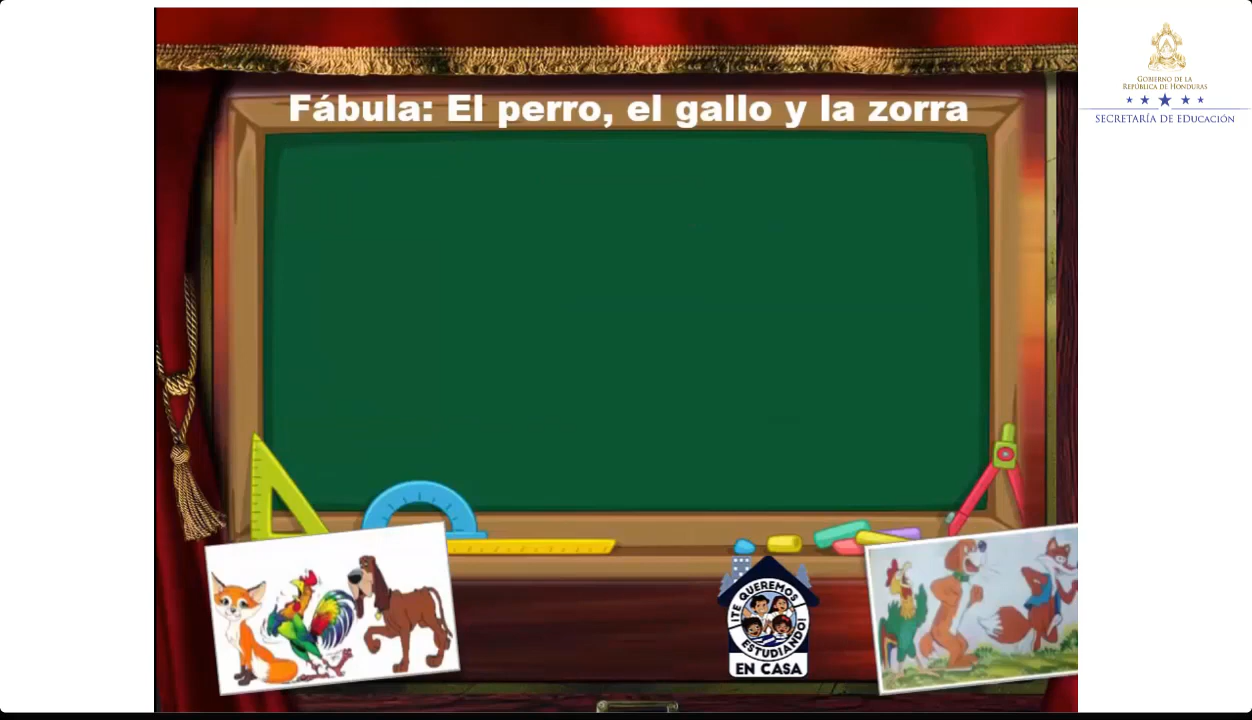 Fábula: El perro, el gallo y la zorra
GOBIERNO DE LA
REPÚBLICA DE HONDURAS
SECRETARÍA DE EDUCACIÓN
¡TE QUEREMOS
ESTUDIANDO!
EN CASA